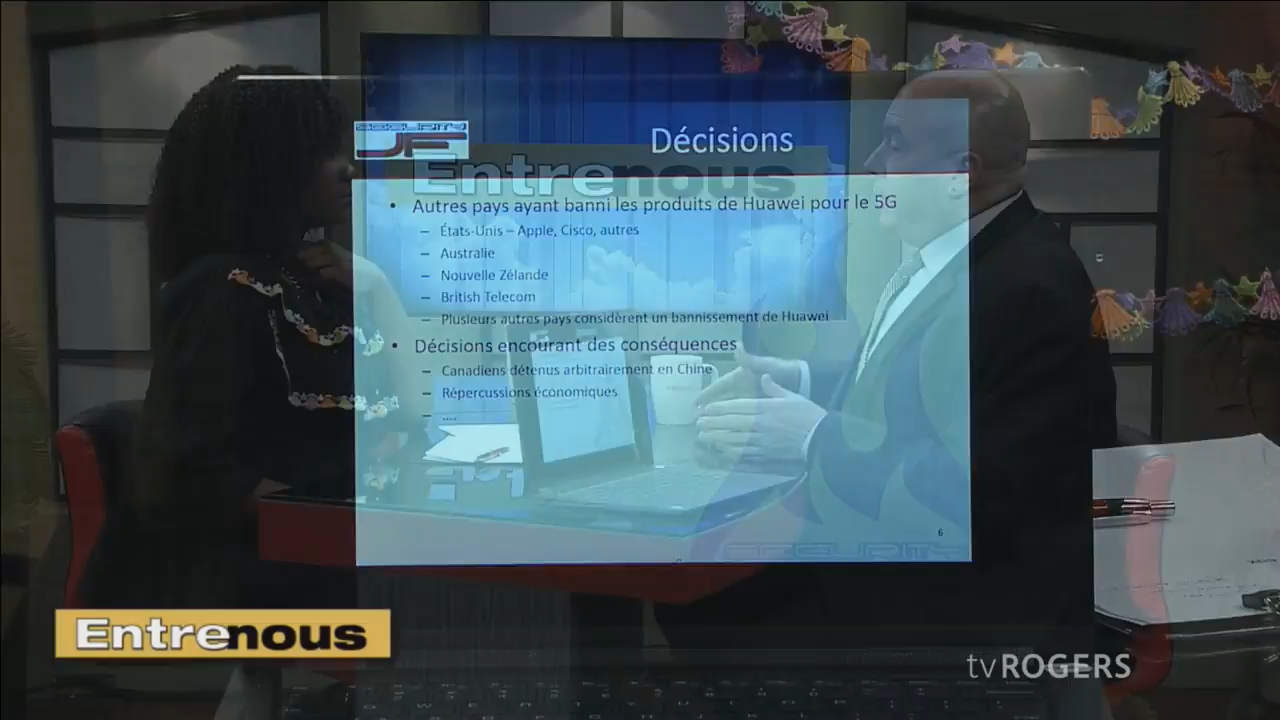 SECURITY
JF
Décisions
Entrenous
• Autres pays ayant banni les produits de Huawei pour le 5G
– États-Unis – Apple, Cisco, autres
– Australie
– Nouvelle Zélande
– British Telecom
– Plusieurs autres pays considèrent un bannissement de Huawei
• Décisions encourant des conséquences
– Canadiens détenus arbitrairement en Chine
– Répercussions économiques
– ....
6
SECURITY
Entrenous
tvROGERS